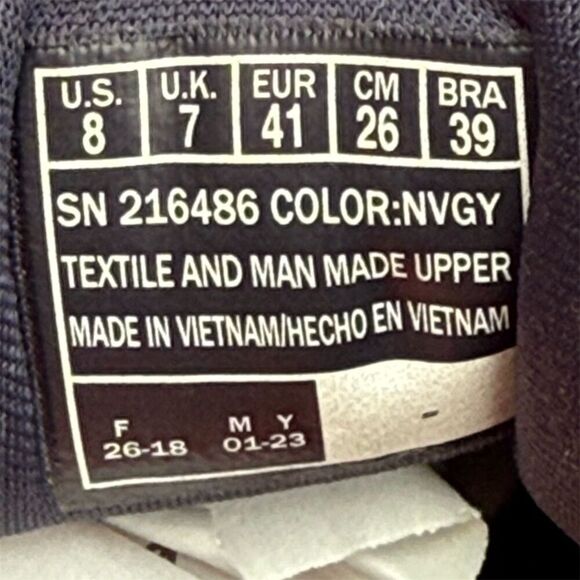 U.S. U.K. EUR CM BRA
8 7 41 26 39
SN 216486 COLOR:NVGY
TEXTILE AND MAN MADE UPPER
MADE IN VIETNAM/HECHO EN VIETNAM
F M Y
26-18 01-23
-